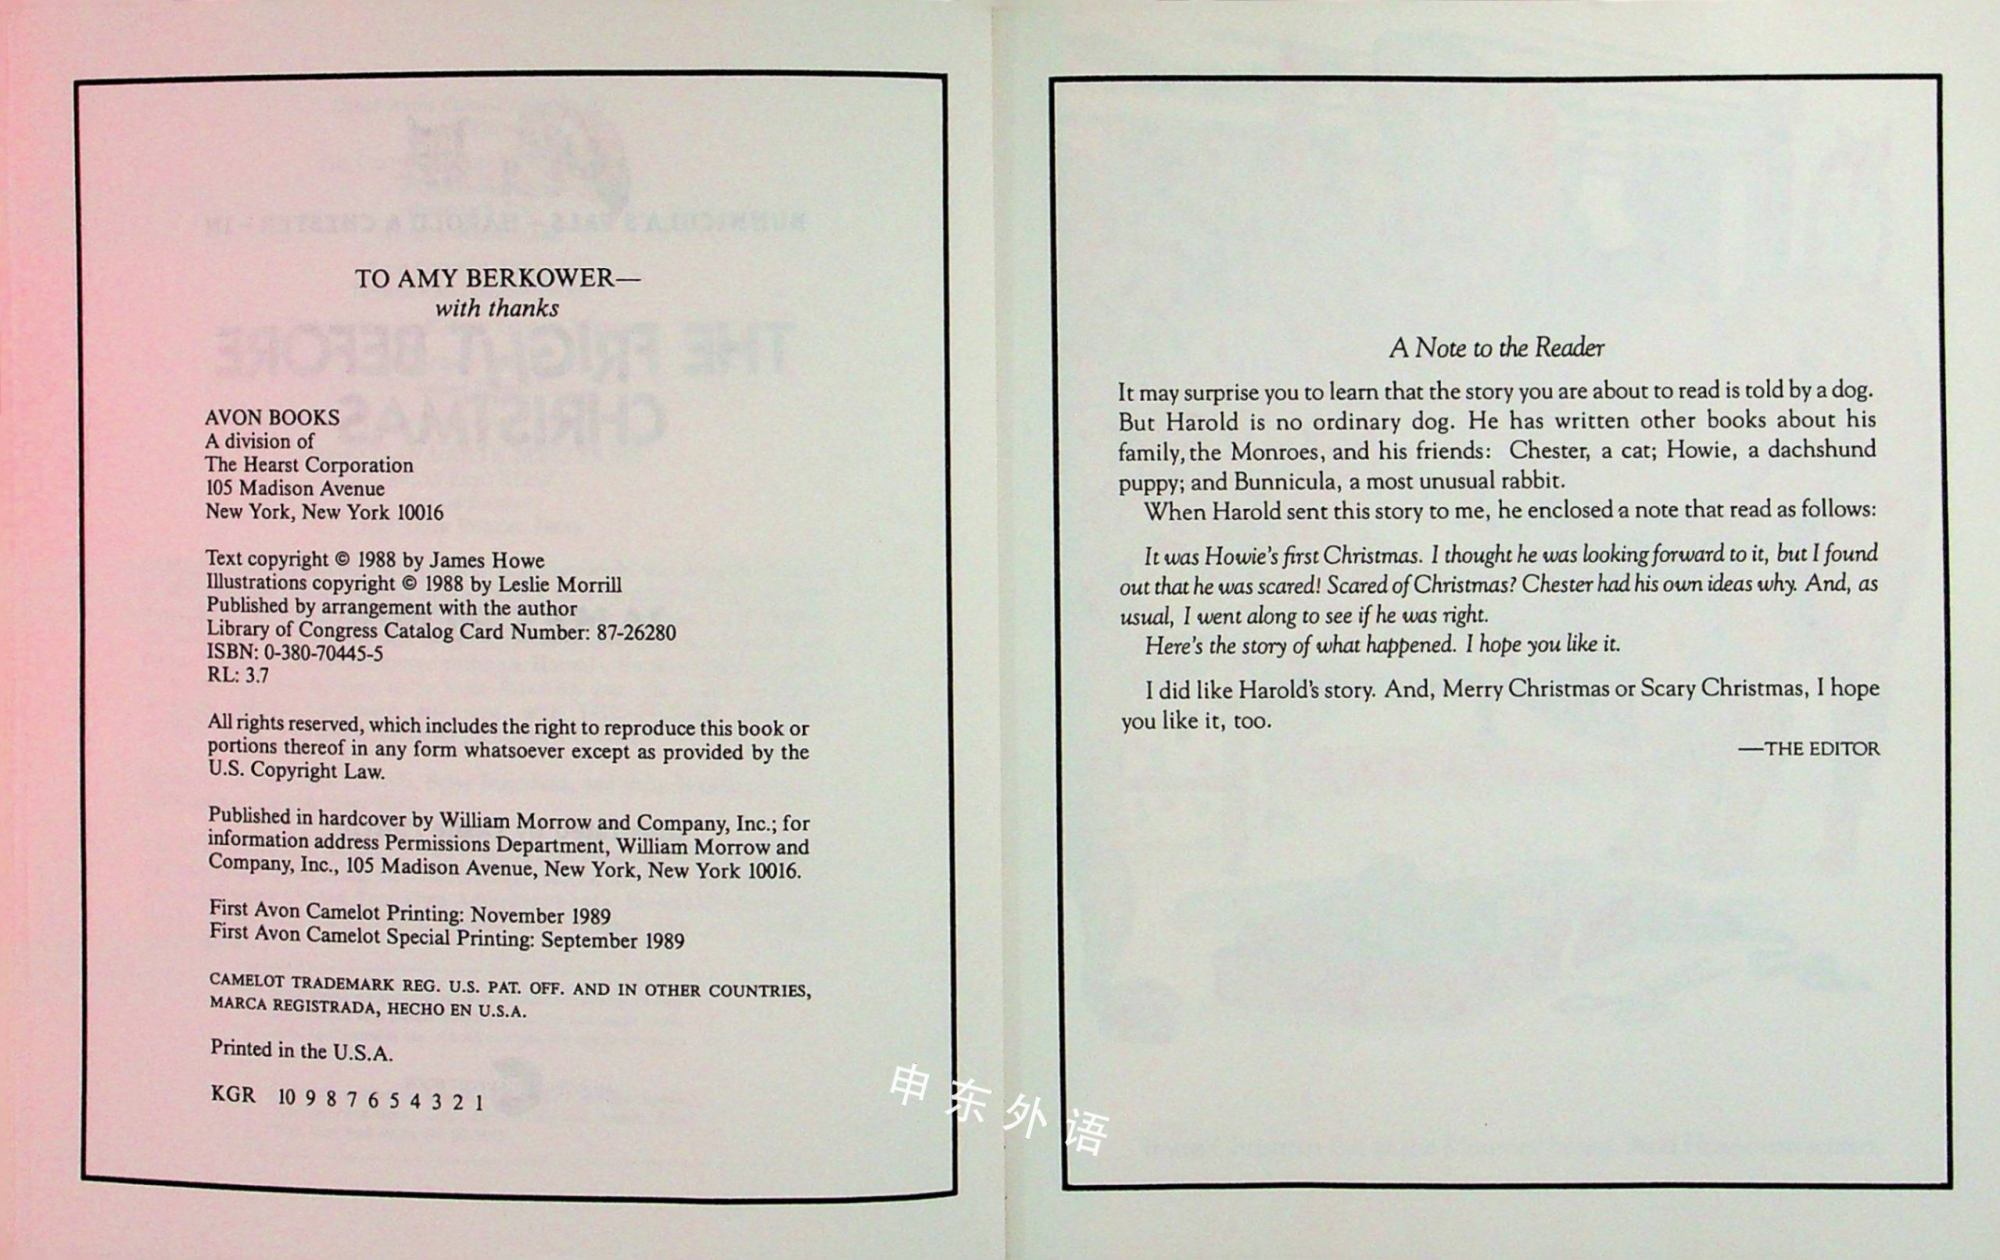 TO AMY BERKOWER—
with thanks
AVON BOOKS
A division of
The Hearst Corporation
105 Madison Avenue
New York, New York 10016
Text copyright © 1988 by James Howe
Illustrations copyright © 1988 by Leslie Morrill
Published by arrangement with the author
Library of Congress Catalog Card Number: 87-26280
ISBN: 0-380-70445-5
RL: 3.7
All rights reserved, which includes the right to reproduce this book or
portions thereof in any form whatsoever except as provided by the
U.S. Copyright Law.
Published in hardcover by William Morrow and Company, Inc.; for
information address Permissions Department, William Morrow and
Company, Inc., 105 Madison Avenue, New York, New York 10016.
First Avon Camelot Printing: November 1989
First Avon Camelot Special Printing: September 1989
CAMELOT TRADEMARK REG. U.S. PAT. OFF. AND IN OTHER COUNTRIES,
MARCA REGISTRADA, HECHO EN U.S.A.
Printed in the U.S.A.
KGR 10 9 8 7 6 5 4 3 2 1
A Note to the Reader
It may surprise you to learn that the story you are about to read is told by a dog.
But Harold is no ordinary dog. He has written other books about his
family, the Monroes, and his friends: Chester, a cat; Howie, a dachshund
puppy; and Bunnicula, a most unusual rabbit.
When Harold sent this story to me, he enclosed a note that read as follows:
It was Howie's first Christmas. I thought he was looking forward to it, but I found
out that he was scared! Scared of Christmas? Chester had his own ideas why. And, as
usual, I went along to see if he was right.
Here's the story of what happened. I hope you like it.
I did like Harold's story. And, Merry Christmas or Scary Christmas, I hope
you like it, too.
—THE EDITOR
申东外语